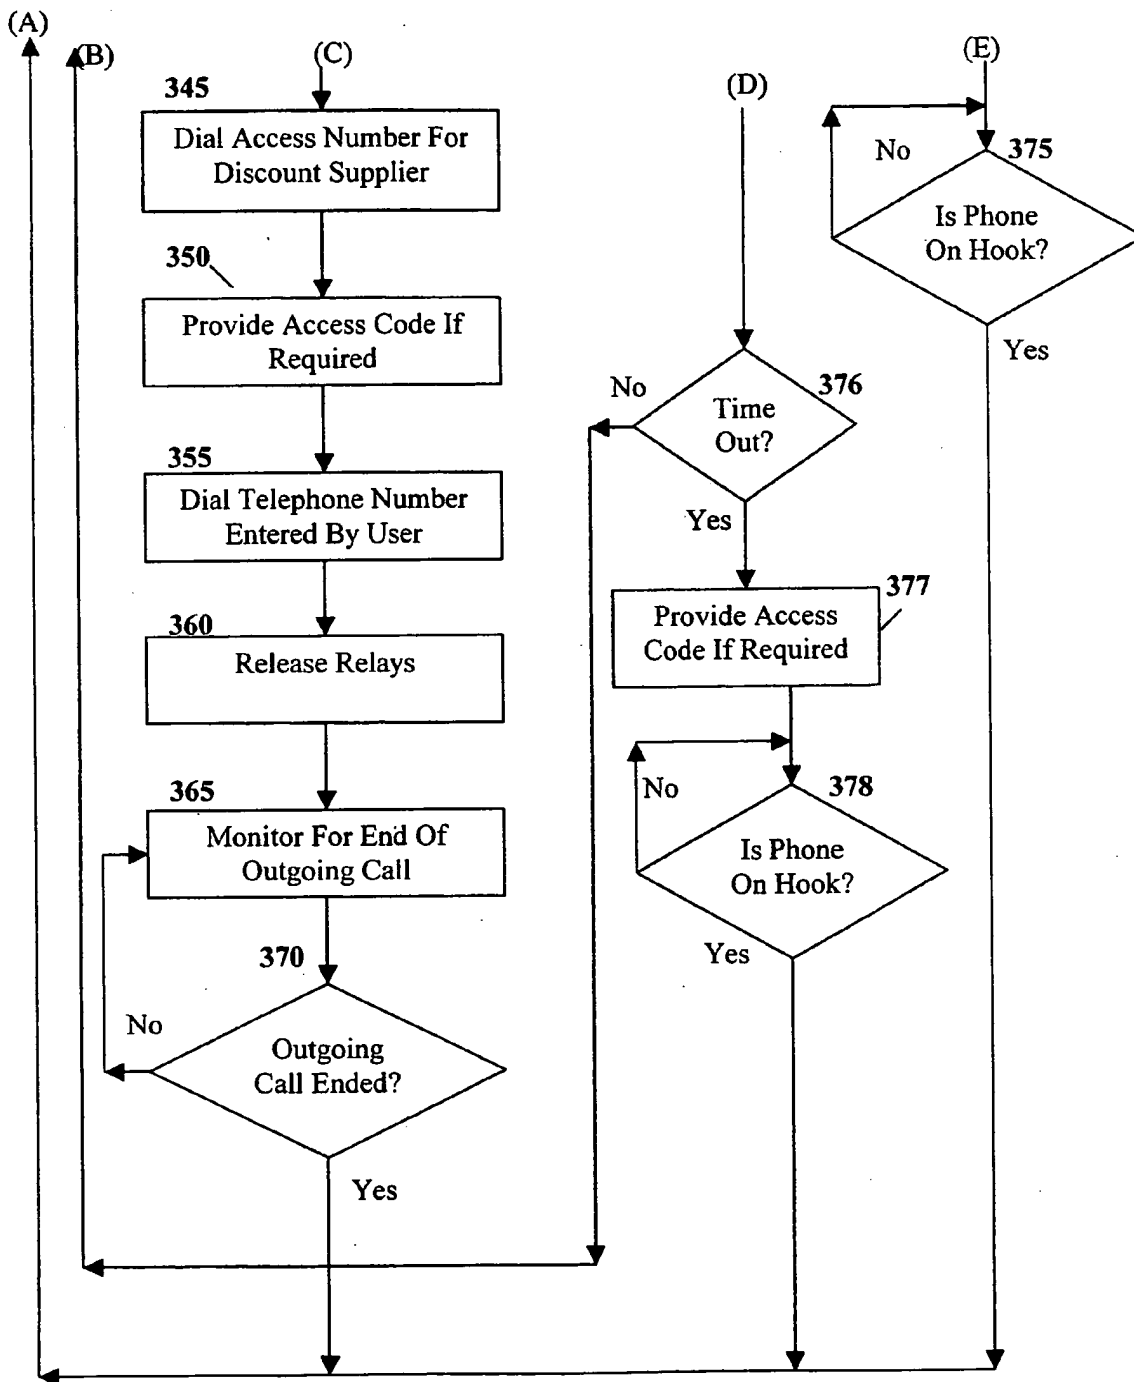 (A)
(B)
(C)
(D)
(E)
345
Dial Access Number For
Discount Supplier
350
Provide Access Code If
Required
355
Dial Telephone Number
Entered By User
360
Release Relays
365
Monitor For End Of
Outgoing Call
370
No
Outgoing
Call Ended?
Yes
No
376
Time
Out?
Yes
377
Provide Access
Code If Required
No
378
Is Phone
On Hook?
Yes
No
375
Is Phone
On Hook?
Yes